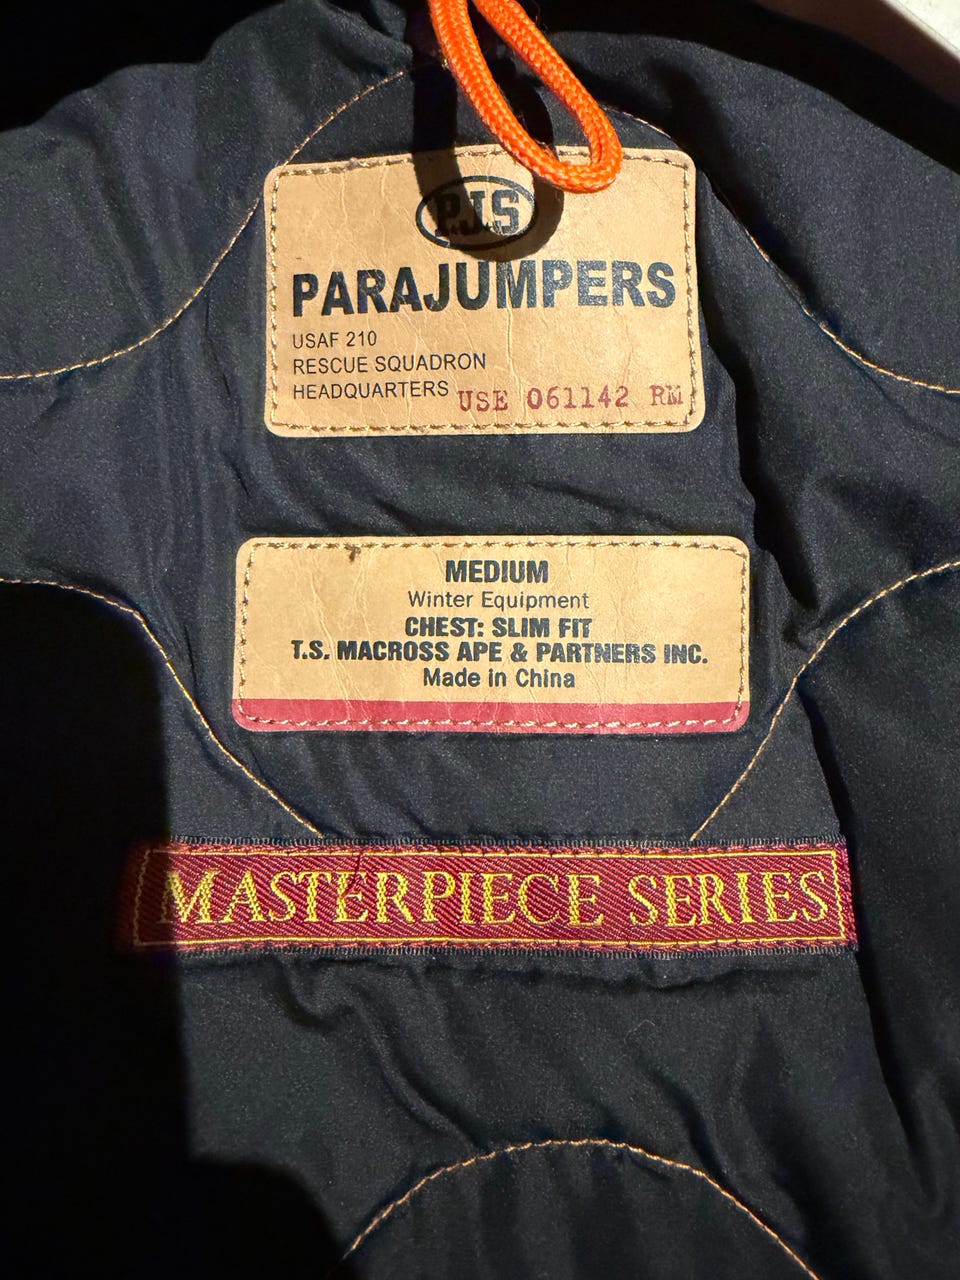 P.J.S
PARAJUMPERS
USAF 210
RESCUE SQUADRON
HEADQUARTERS USE 061142 RM
MEDIUM
Winter Equipment
CHEST: SLIM FIT
T.S. MACROSS APE & PARTNERS INC.
Made in China
MASTERPIECE SERIES